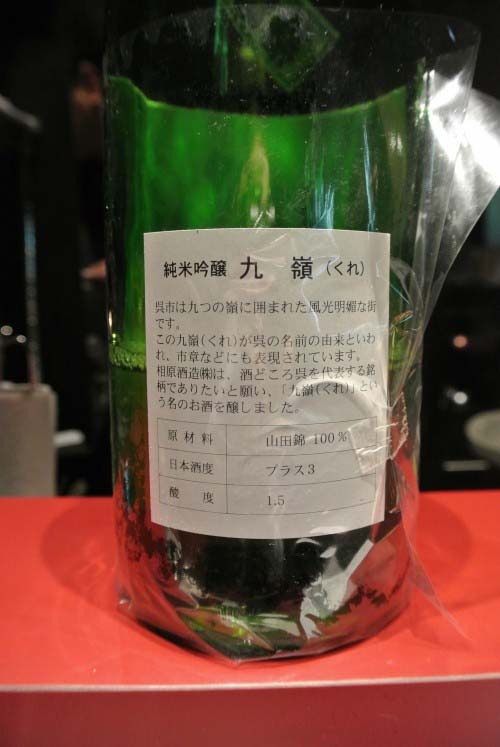 純米吟醸 九 嶺 (くれ)
呉市は九つの嶺に囲まれた風光明媚な街
です。
この九嶺(くれ)が呉の名前の由来といわ
れ、市章などにも表現されています。
相原酒造㈱は、酒どころ呉を代表する銘
柄でありたいと願い、「九嶺(くれ)」とい
う名のお酒を醸しました。
原材料 山田錦 100%
日本酒度 プラス3
酸 度 1.5